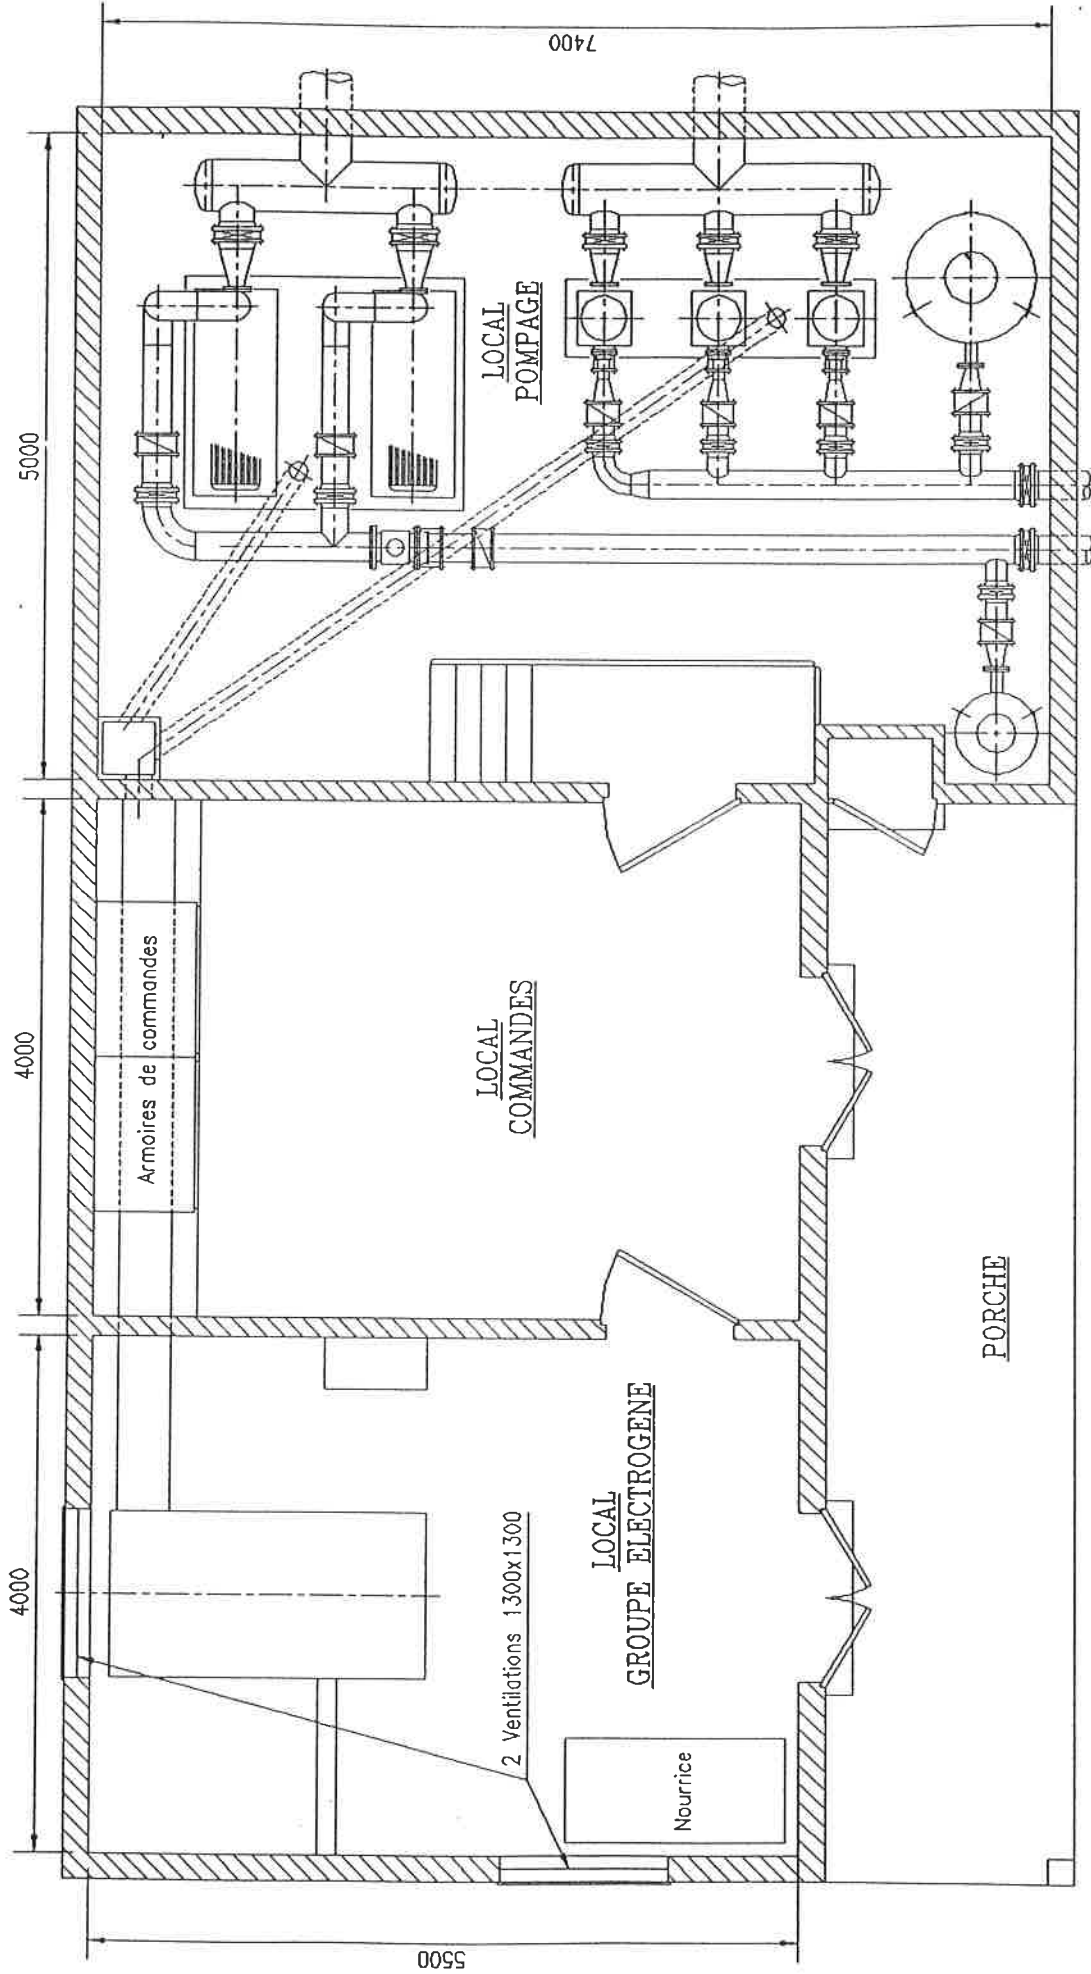 4000
4000
5000
7400
5500
Armoires de commandes
LOCAL
POMPAGE
LOCAL
COMMANDES
LOCAL
GROUPE ELECTROGENE
2 Ventilations 1300x1300
Nourrice
PORCHE